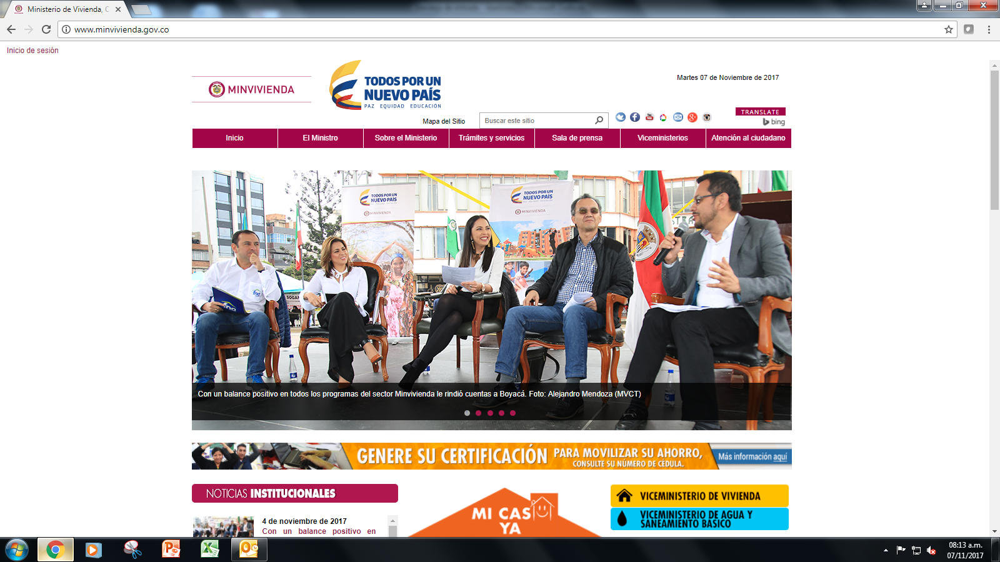 Ministerio de Vivienda, C
www.minvivienda.gov.co
Inicio de sesión
MINVIVIENDA
TODOS POR UN
NUEVO PAÍS
PAZ EQUIDAD EDUCACIÓN
Martes 07 de Noviembre de 2017
Mapa del Sitio
Buscar este sitio
TRANSLATE
bing
Inicio
El Ministro
Sobre el Ministerio
Trámites y servicios
Sala de prensa
Viceministerios
Atención al ciudadano
TODOS POR UN
NUEVO PAÍS
MINVIVIENDA
TODOS POR UN
NUEVO PAÍS
MINVIVIENDA
fna
fna
SOGAM
Con un balance positivo en todos los programas del sector Minvivienda le rindió cuentas a Boyacá. Foto: Alejandro Mendoza (MVCT)
GENERE SU CERTIFICACIÓN PARA MOVILIZAR SU AHORRO,
CONSULTE SU NÚMERO DE CÉDULA.
Más información aquí
NOTICIAS INSTITUCIONALES
4 de noviembre de 2017
Con un balance positivo en
MI CASA
YA
VICEMINISTERIO DE VIVIENDA
VICEMINISTERIO DE AGUA Y
SANEAMIENTO BÁSICO
08:13 a.m.
07/11/2017